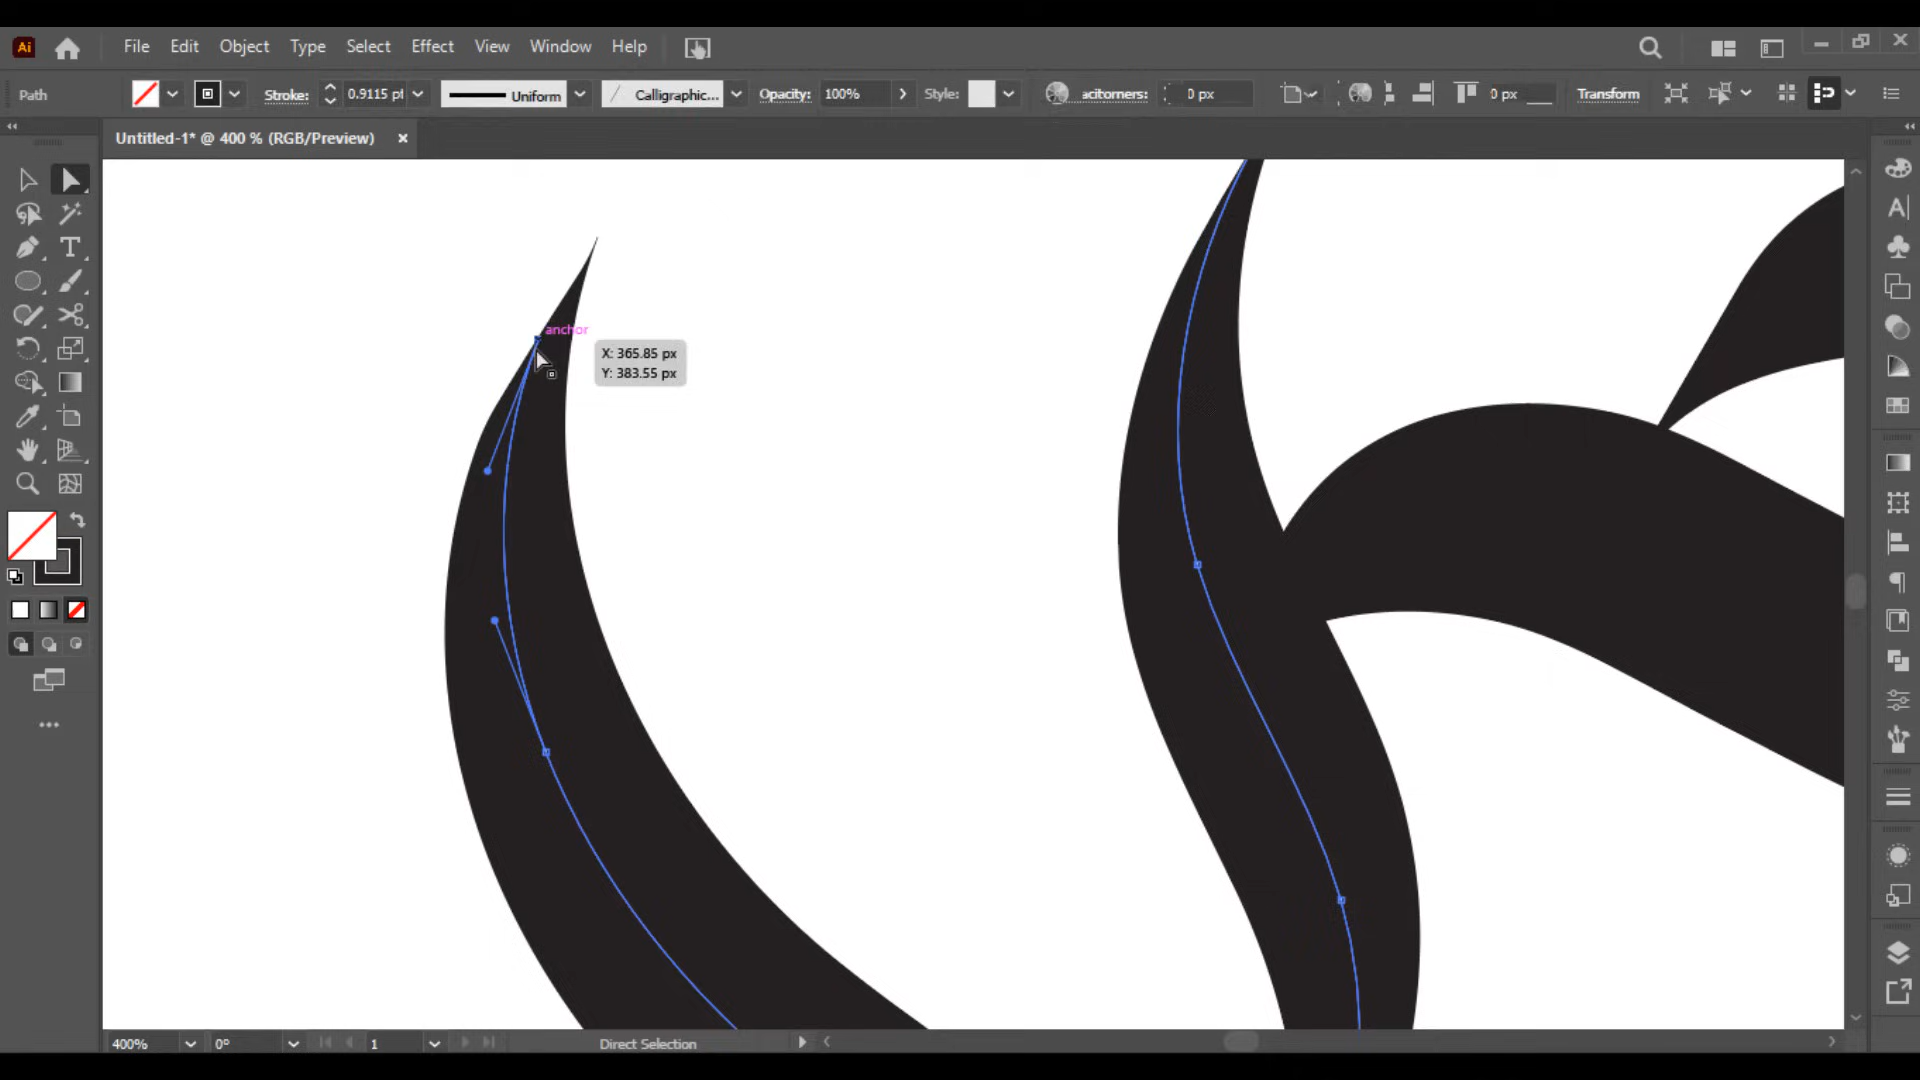 Ai File Edit Object Type Select Effect View Window Help
Path Stroke: 0.9115 pt Uniform Calligraphic... Opacity: 100% Style: acitorners: 0 px 0 px Transform
Untitled-1* @ 400 % (RGB/Preview)
anchor
X: 365.85 px
Y: 383.55 px
400% 0° 1 Direct Selection